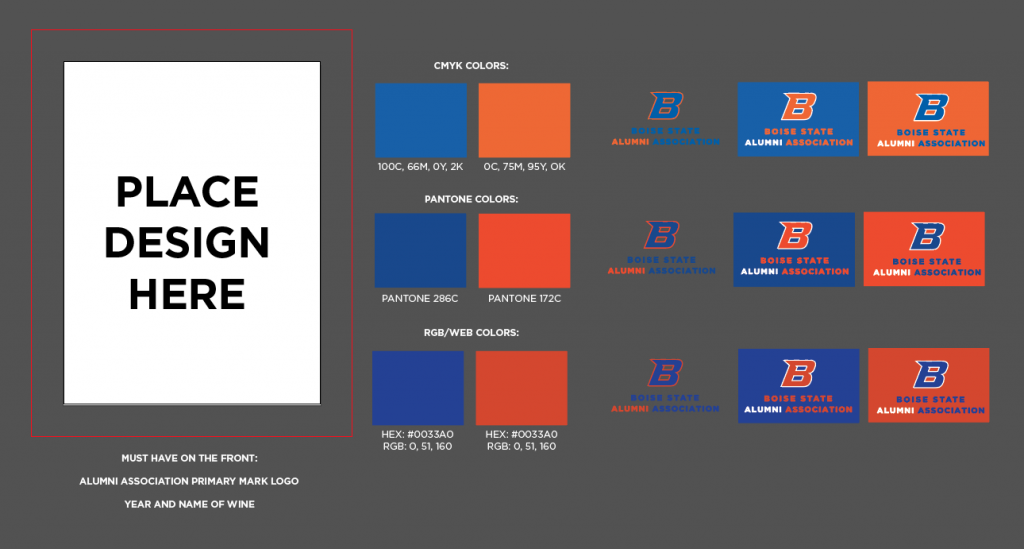 PLACE
DESIGN
HERE
MUST HAVE ON THE FRONT:
ALUMNI ASSOCIATION PRIMARY MARK LOGO
YEAR AND NAME OF WINE
CMYK COLORS:
100C, 66M, 0Y, 2K
0C, 75M, 95Y, OK
B
BOISE STATE
ALUMNI ASSOCIATION
B
BOISE STATE
ALUMNI ASSOCIATION
B
BOISE STATE
ALUMNI ASSOCIATION
PANTONE COLORS:
PANTONE 286C
PANTONE 172C
B
BOISE STATE
ALUMNI ASSOCIATION
B
BOISE STATE
ALUMNI ASSOCIATION
B
BOISE STATE
ALUMNI ASSOCIATION
RGB/WEB COLORS:
HEX: #0033A0
RGB: 0, 51, 160
HEX: #0033A0
RGB: 0, 51, 160
B
BOISE STATE
ALUMNI ASSOCIATION
B
BOISE STATE
ALUMNI ASSOCIATION
B
BOISE STATE
ALUMNI ASSOCIATION